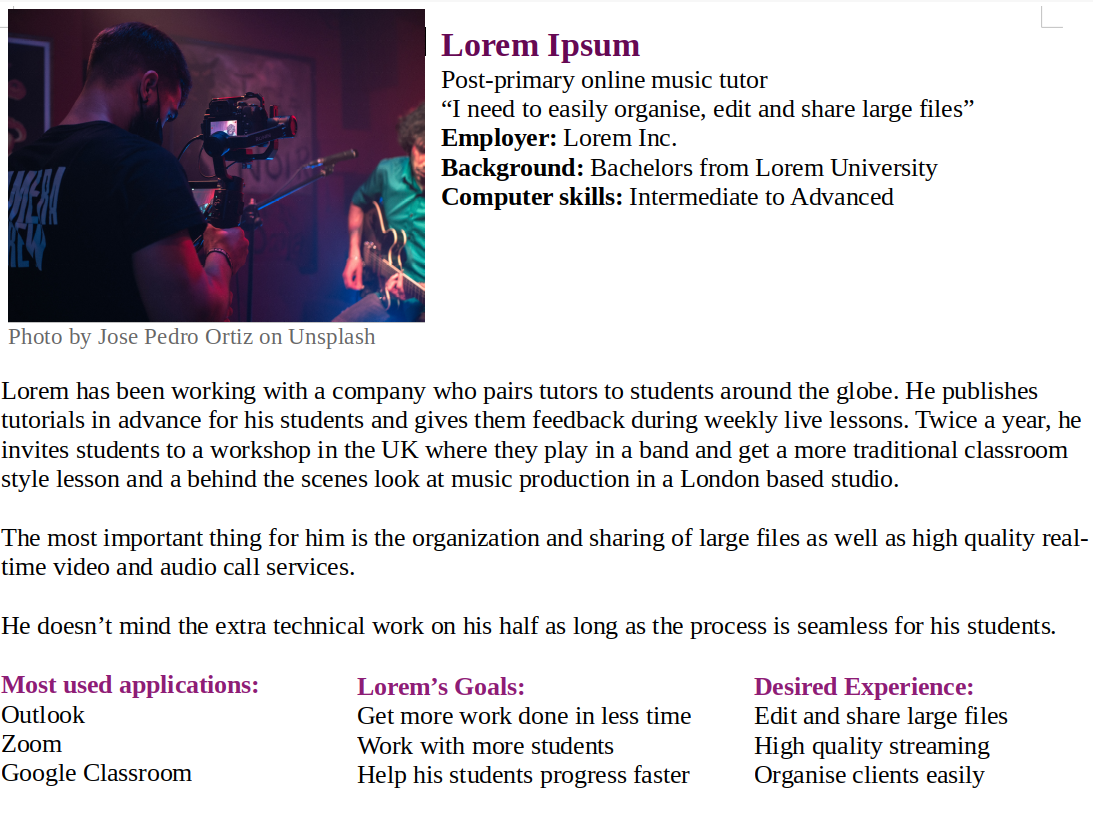 Lorem Ipsum
Post-primary online music tutor
“I need to easily organise, edit and share large files”
Employer: Lorem Inc.
Background: Bachelors from Lorem University
Computer skills: Intermediate to Advanced
Photo by Jose Pedro Ortiz on Unsplash
Lorem has been working with a company who pairs tutors to students around the globe. He publishes
tutorials in advance for his students and gives them feedback during weekly live lessons. Twice a year, he
invites students to a workshop in the UK where they play in a band and get a more traditional classroom
style lesson and a behind the scenes look at music production in a London based studio.
The most important thing for him is the organization and sharing of large files as well as high quality real-
time video and audio call services.
He doesn’t mind the extra technical work on his half as long as the process is seamless for his students.
Most used applications:
Outlook
Zoom
Google Classroom
Lorem’s Goals:
Get more work done in less time
Work with more students
Help his students progress faster
Desired Experience:
Edit and share large files
High quality streaming
Organise clients easily